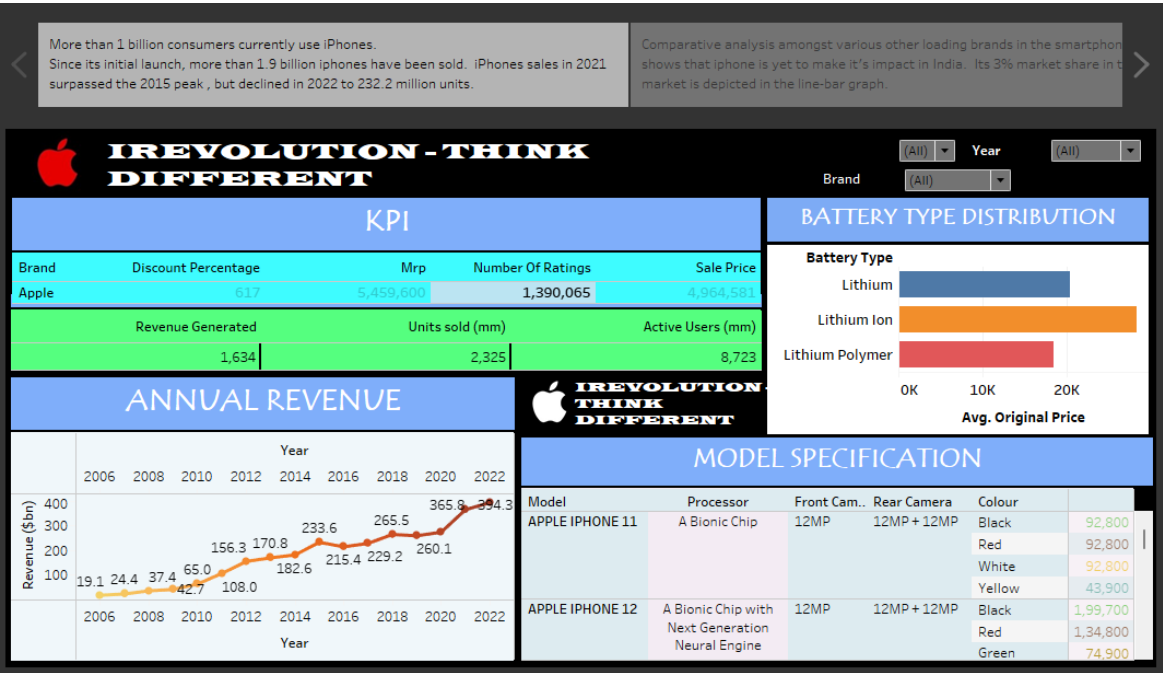 More than 1 billion consumers currently use iPhones.
Since its initial launch, more than 1.9 billion iphones have been sold. iPhones sales in 2021
surpassed the 2015 peak , but declined in 2022 to 232.2 million units.
Comparative analysis amongst various other loading brands in the smartphon
shows that iphone is yet to make it's impact in India. Its 3% market share in t
market is depicted in the line-bar graph.
IREVOLUTION - THINK
DIFFERENT
(All) Year (All)
Brand (All)
KPI
Brand Discount Percentage Mrp Number Of Ratings Sale Price
Apple 617 5,459,600 1,390,065 4,964,581
Revenue Generated Units sold (mm) Active Users (mm)
1,634 2,325 8,723
BATTERY TYPE DISTRIBUTION
Battery Type
Lithium
Lithium Ion
Lithium Polymer
0K 10K 20K
Avg. Original Price
ANNUAL REVENUE
Year
2006 2008 2010 2012 2014 2016 2018 2020 2022
Revenue ($bn)
400
300
200
100
19.1 24.4 37.4 42.7 65.0 108.0 156.3 170.8 182.6 233.6 215.4 229.2 265.5 260.1 365.8 394.3
2006 2008 2010 2012 2014 2016 2018 2020 2022
Year
IREVOLUTION-
THINK
DIFFERENT
MODEL SPECIFICATION
Model Processor Front Cam.. Rear Camera Colour
APPLE IPHONE 11 A Bionic Chip 12MP 12MP + 12MP Black 92,800
Red 92,800
White 92,800
Yellow 43,900
APPLE IPHONE 12 A Bionic Chip with 12MP 12MP + 12MP Black 1,99,700
Next Generation Red 1,34,800
Neural Engine Green 74,900